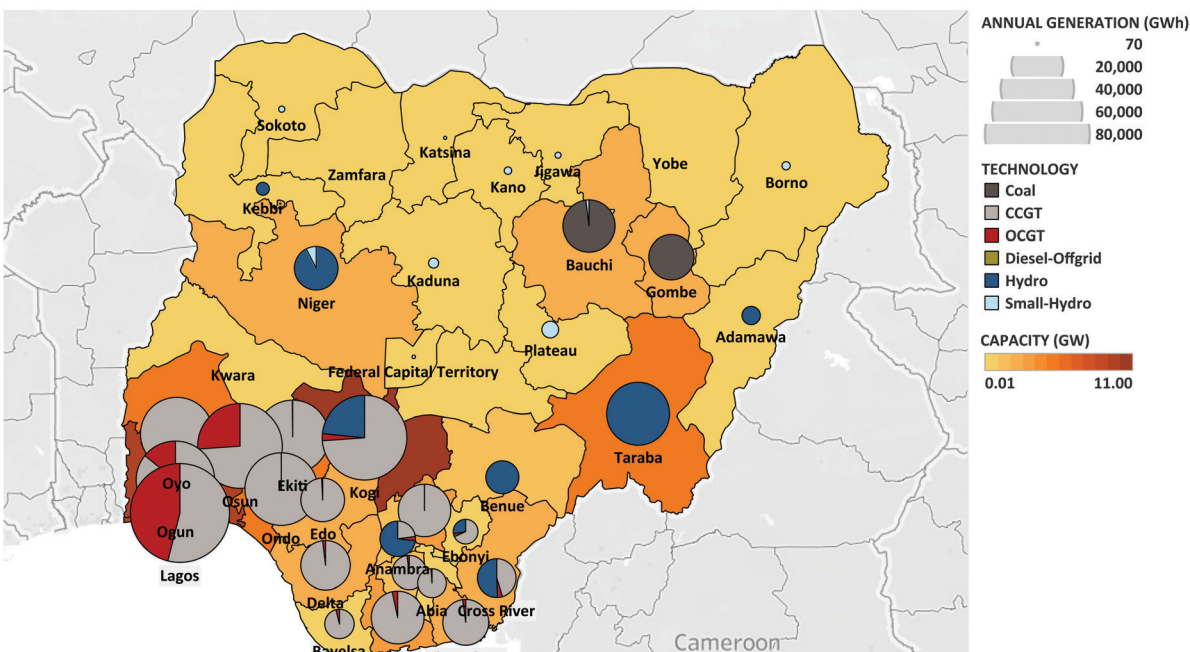 ANNUAL GENERATION (GWh)
70
20,000
40,000
60,000
80,000
TECHNOLOGY
Coal
CCGT
OCGT
Diesel-Offgrid
Hydro
Small-Hydro
CAPACITY (GW)
0.01 11.00
Sokoto
Katsina
Zamfara
Kano
Jigawa
Yobe
Borno
Kebbi
Niger
Kaduna
Bauchi
Gombe
Plateau
Adamawa
Kwara
Federal Capital Territory
Taraba
Oyo
Osun
Ekiti
Kogi
Benue
Ogun
Ondo
Edo
Ebonyi
Anambra
Lagos
Delta
Abia
Cross River
Bayelsa
Cameroon